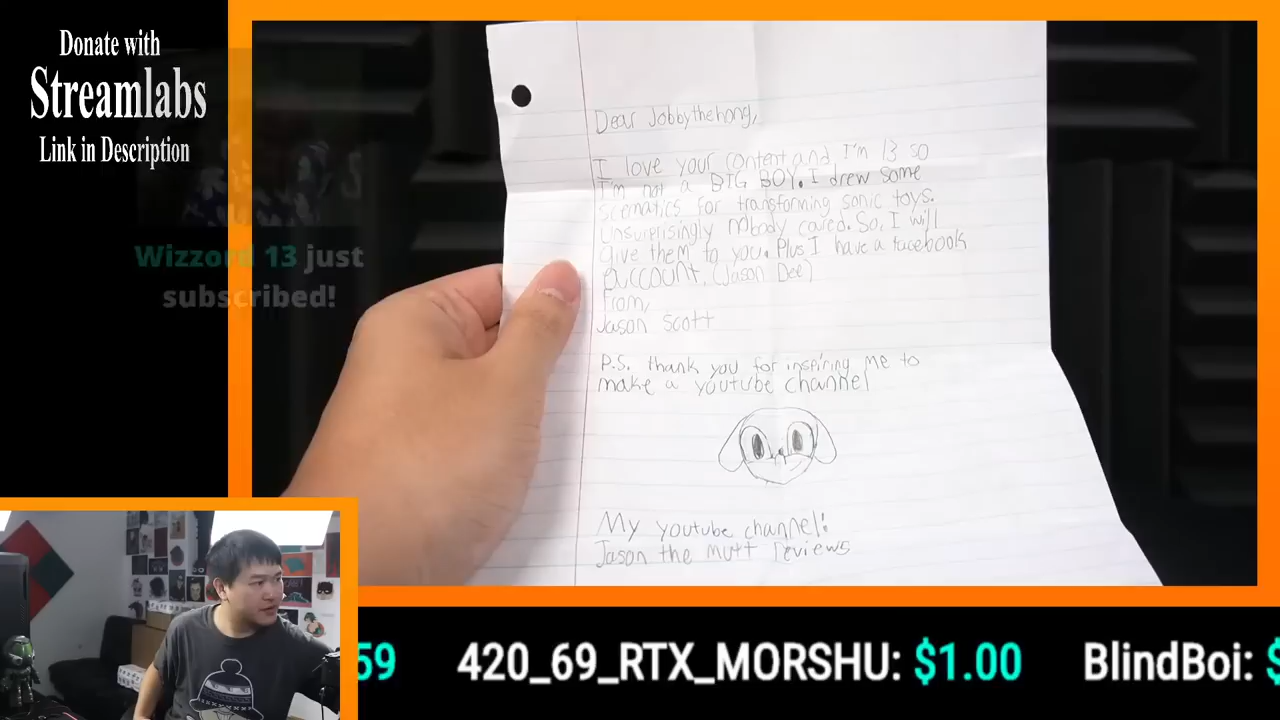 Donate with
Streamlabs
Link in Description
Wizzord 13 just
subscribed!
Dear Jobbythehong,
I love your content and I'm 13 so
I'm not a BIG BOY. I drew some
scematics for transforming sonic toys.
Unsurprisingly nobody cared. So, I will
give them to you. Plus I have a facebook
account. (Jason Dee)
From,
Jason Scott
P.S. thank you for inspiring me to
make a youtube channel
My youtube channel:
Jason the Mutt reviews
59 420_69_RTX_MORSHU: $1.00 BlindBoi: $